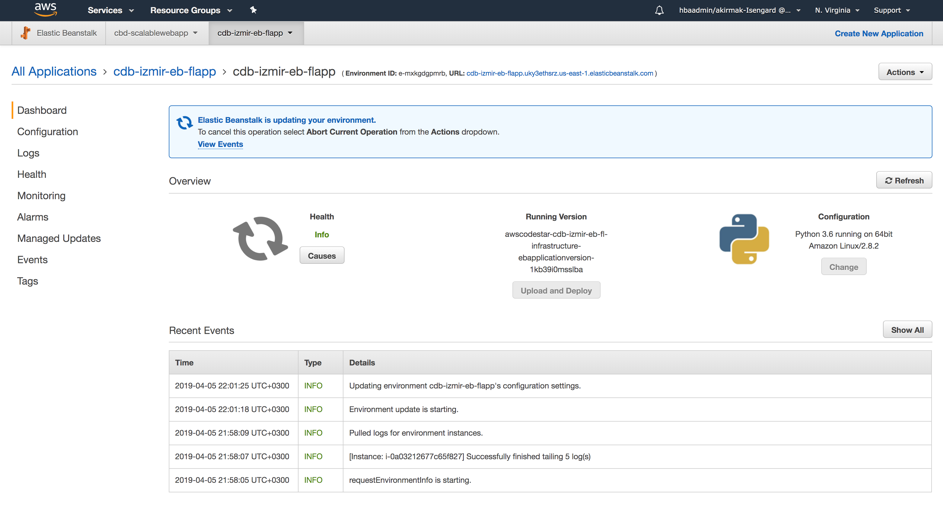 aws
Services
Resource Groups
hbaadmin/akirmak-Isengard @...
N. Virginia
Support
Elastic Beanstalk
cbd-scalablewebapp
cdb-izmir-eb-flapp
Create New Application
All Applications > cdb-izmir-eb-flapp > cdb-izmir-eb-flapp ( Environment ID: e-mxkgdgpmrb, URL: cdb-izmir-eb-flapp.uky3ethsrz.us-east-1.elasticbeanstalk.com )
Actions
Dashboard
Configuration
Logs
Health
Monitoring
Alarms
Managed Updates
Events
Tags
Elastic Beanstalk is updating your environment.
To cancel this operation select Abort Current Operation from the Actions dropdown.
View Events
Overview
Refresh
Health
Info
Causes
Running Version
awscodestar-cdb-izmir-eb-fl-
infrastructure-
ebapplicationversion-
1kb39i0msslba
Upload and Deploy
Configuration
Python 3.6 running on 64bit
Amazon Linux/2.8.2
Change
Recent Events
Show All
Time Type Details
2019-04-05 22:01:25 UTC+0300 INFO Updating environment cdb-izmir-eb-flapp's configuration settings.
2019-04-05 22:01:18 UTC+0300 INFO Environment update is starting.
2019-04-05 21:58:09 UTC+0300 INFO Pulled logs for environment instances.
2019-04-05 21:58:07 UTC+0300 INFO [Instance: i-0a03212677c65f827] Successfully finished tailing 5 log(s)
2019-04-05 21:58:05 UTC+0300 INFO requestEnvironmentInfo is starting.